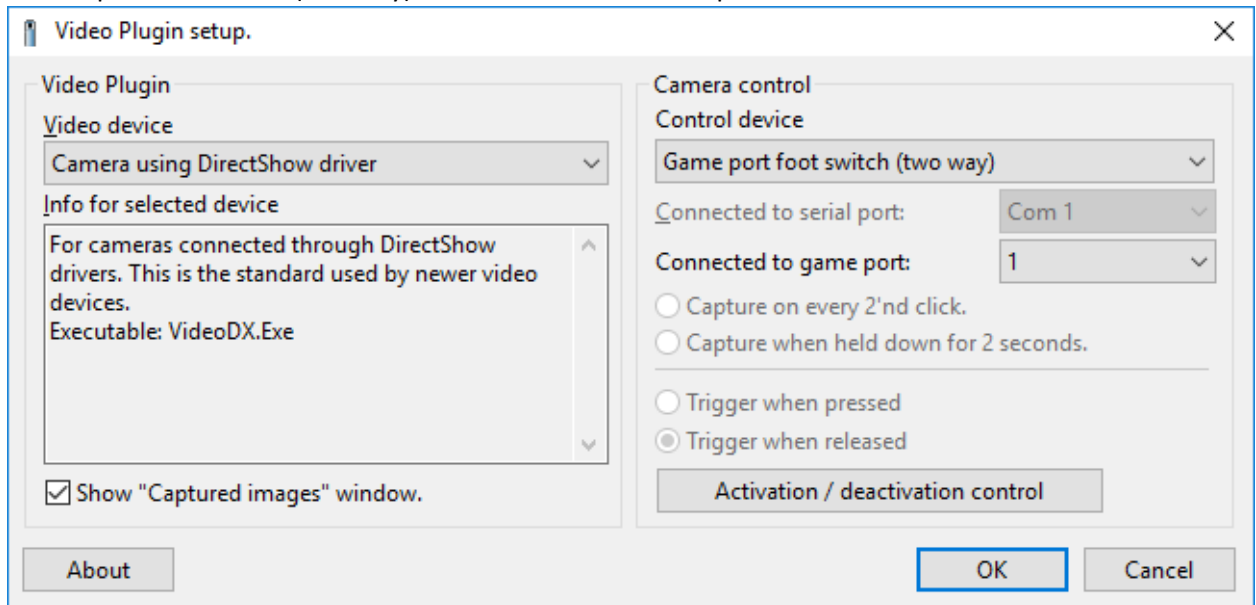 Video Plugin setup.
Video Plugin
Video device
Camera using DirectShow driver
Info for selected device
For cameras connected through DirectShow
drivers. This is the standard used by newer video
devices.
Executable: VideoDX.Exe
Show "Captured images" window.
Camera control
Control device
Game port foot switch (two way)
Connected to serial port: Com 1
Connected to game port: 1
Capture on every 2'nd click.
Capture when held down for 2 seconds.
Trigger when pressed
Trigger when released
Activation / deactivation control
About
OK
Cancel